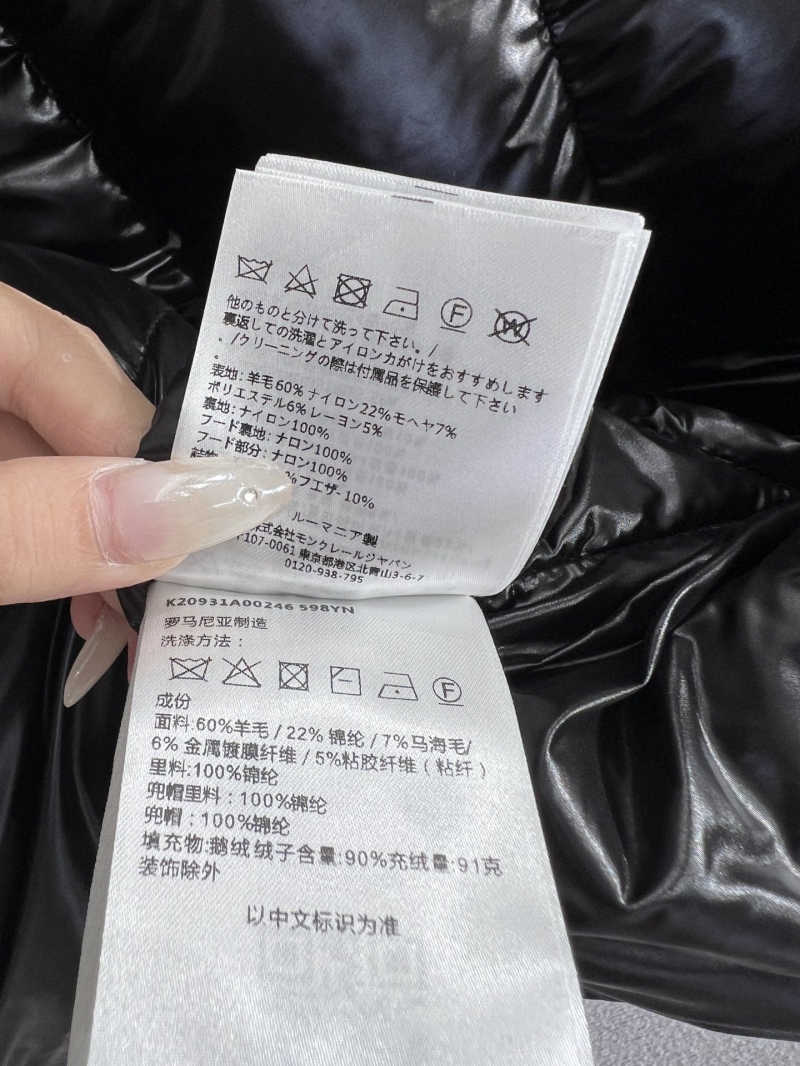 F
W
他のものと分けて洗って下さい。/
裏返しての洗濯とアイロンカがけをおすすめします
。/クリーニングの際は付属品を保護して下さい
。
表地: 羊毛60% ナイロン22% モヘヤ7%
ポリエステル6% レーヨン5%
裏地: ナイロン100%
フード裏地: ナロン100%
フード部分: ナロン100%
%フエザ-10%
ルーマニア製
株式会社モンクレールジャパン
〒107-0061 東京都港区北青山3-6-7
0120-938-795
K20931A00246 598YN
罗马尼亚制造
洗涤方法：
F
成份
面料:60%羊毛 / 22% 锦纶 / 7%马海毛/
6% 金属镀膜纤维 / 5%粘胶纤维（粘纤）
里料:100%锦纶
兜帽里料：100%锦纶
兜帽：100%锦纶
填充物:鹅绒 绒子含量:90%充绒量:91克
装饰除外
以中文标识为准